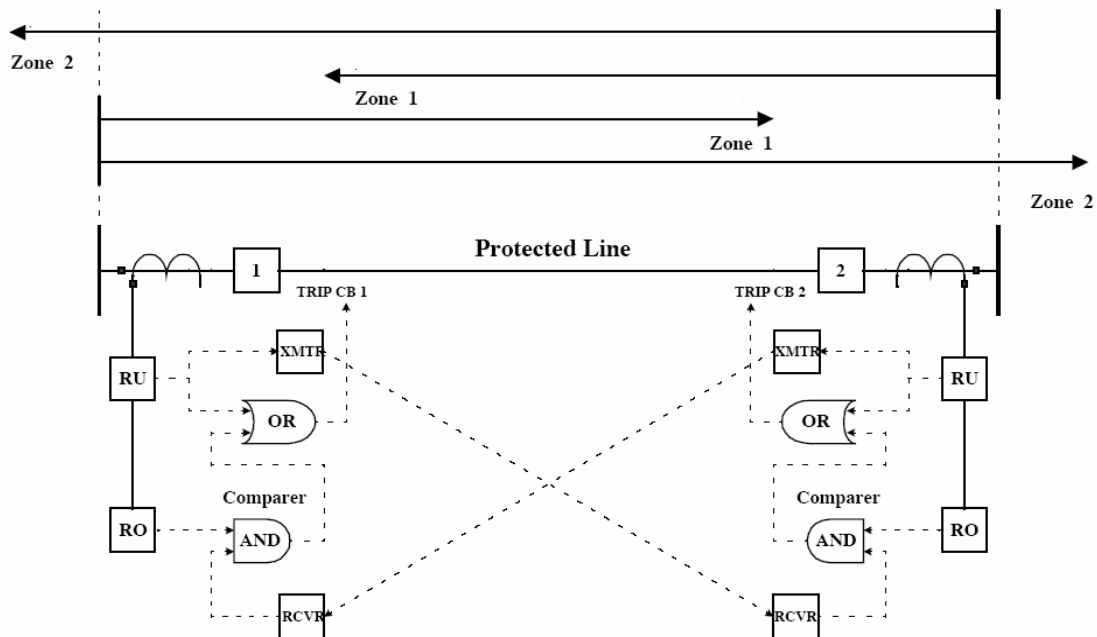 Zone 2
Zone 1
Zone 1
Zone 2
Protected Line
1
2
TRIP CB 1
TRIP CB 2
XMTR
XMTR
RU
RU
OR
OR
Comparer
Comparer
RO
AND
AND
RO
RCVR
RCVR